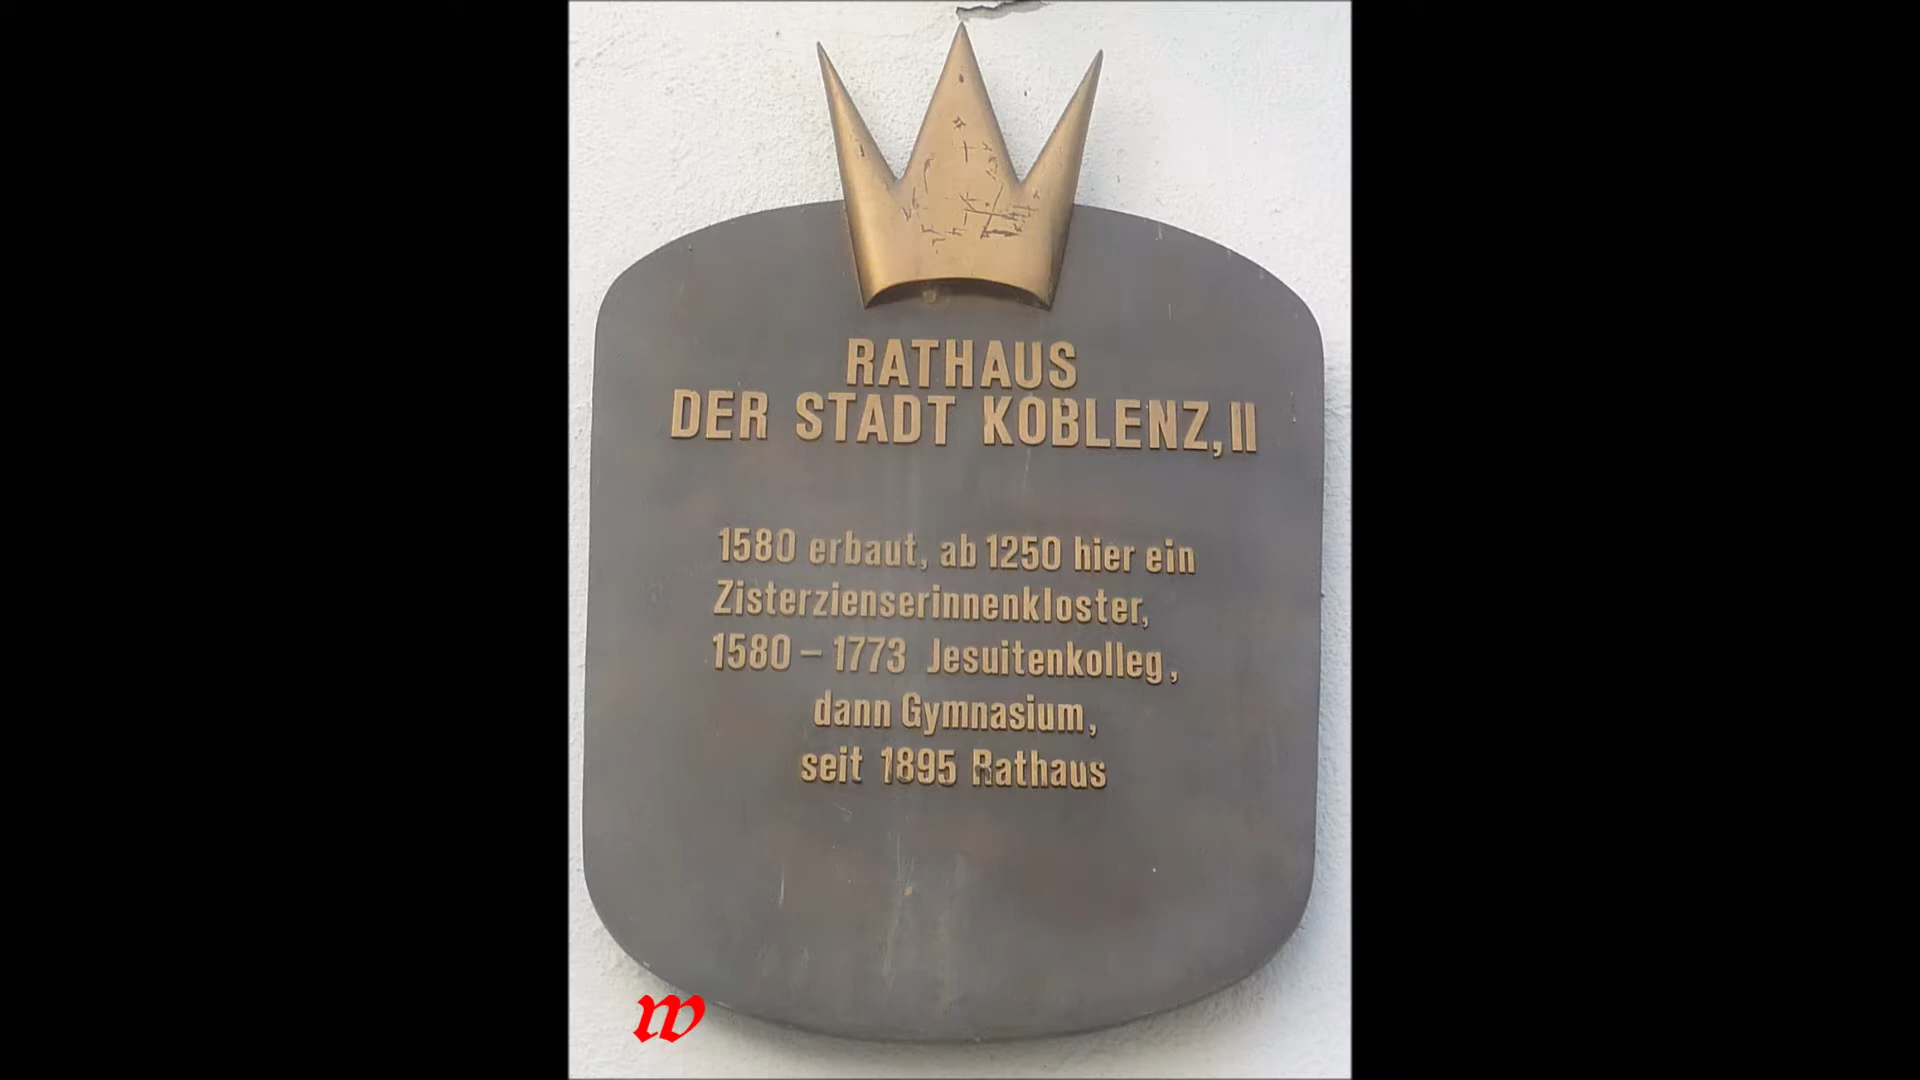 RATHAUS
DER STADT KOBLENZ, II
1580 erbaut, ab 1250 hier ein
Zisterzienserinnenkloster,
1580 – 1773 Jesuitenkolleg,
dann Gymnasium,
seit 1895 Rathaus
w